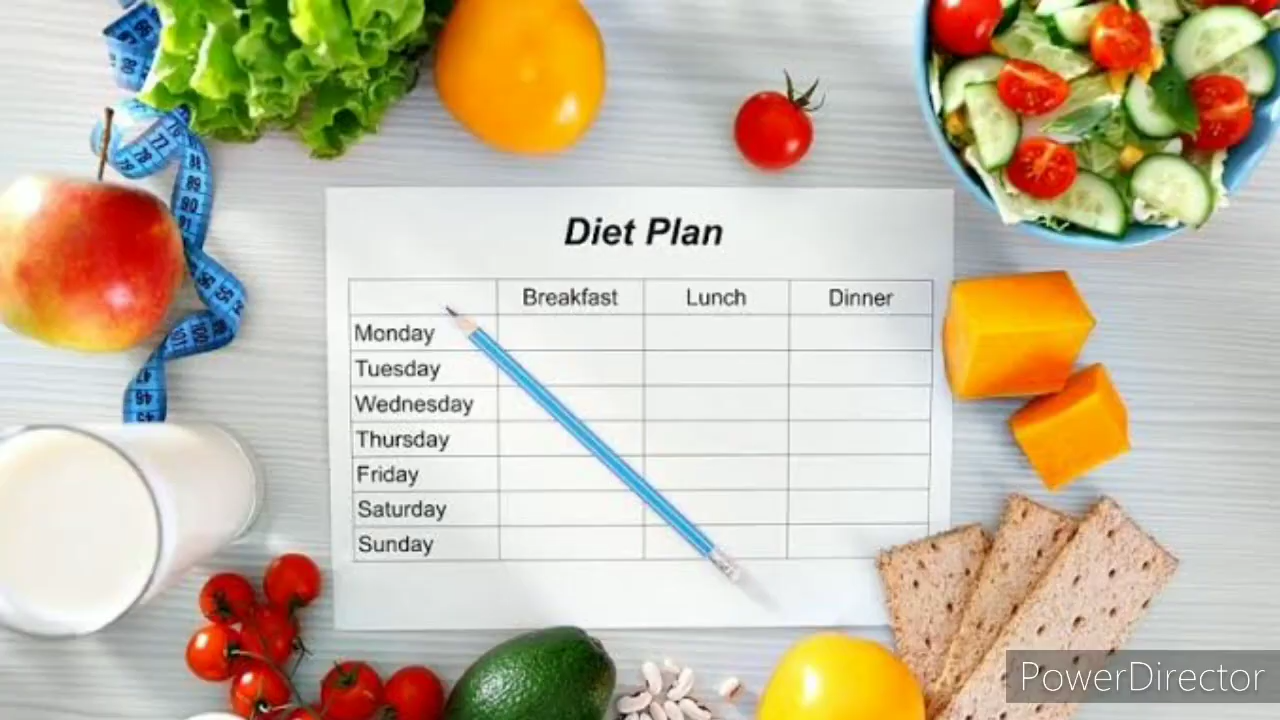 Diet Plan
Breakfast Lunch Dinner
Monday
Tuesday
Wednesday
Thursday
Friday
Saturday
Sunday
PowerDirector